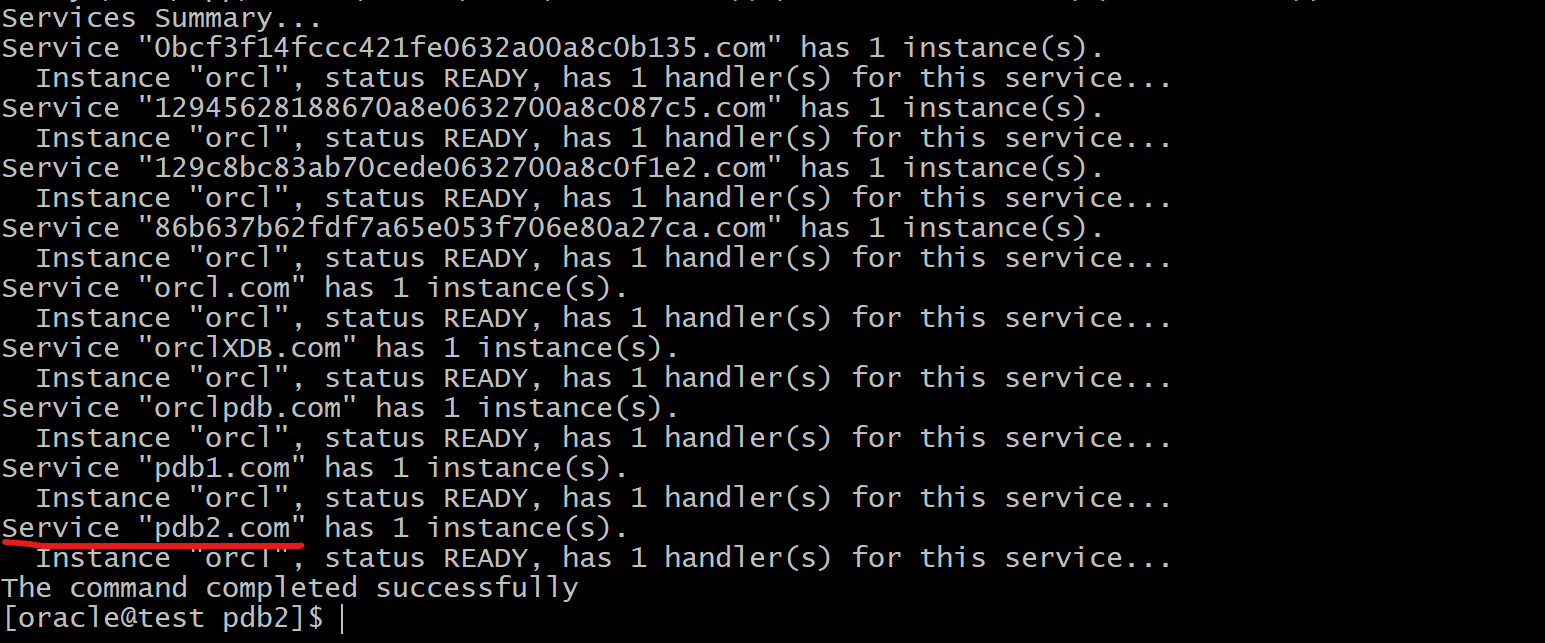 Services Summary...
Service "0bcf3f14fccc421fe0632a00a8c0b135.com" has 1 instance(s).
  Instance "orcl", status READY, has 1 handler(s) for this service...
Service "12945628188670a8e0632700a8c087c5.com" has 1 instance(s).
  Instance "orcl", status READY, has 1 handler(s) for this service...
Service "129c8bc83ab70cede0632700a8c0f1e2.com" has 1 instance(s).
  Instance "orcl", status READY, has 1 handler(s) for this service...
Service "86b637b62fdf7a65e053f706e80a27ca.com" has 1 instance(s).
  Instance "orcl", status READY, has 1 handler(s) for this service...
Service "orcl.com" has 1 instance(s).
  Instance "orcl", status READY, has 1 handler(s) for this service...
Service "orclXDB.com" has 1 instance(s).
  Instance "orcl", status READY, has 1 handler(s) for this service...
Service "orclpdb.com" has 1 instance(s).
  Instance "orcl", status READY, has 1 handler(s) for this service...
Service "pdb1.com" has 1 instance(s).
  Instance "orcl", status READY, has 1 handler(s) for this service...
Service "pdb2.com" has 1 instance(s).
  Instance "orcl", status READY, has 1 handler(s) for this service...
The command completed successfully
[oracle@test pdb2]$